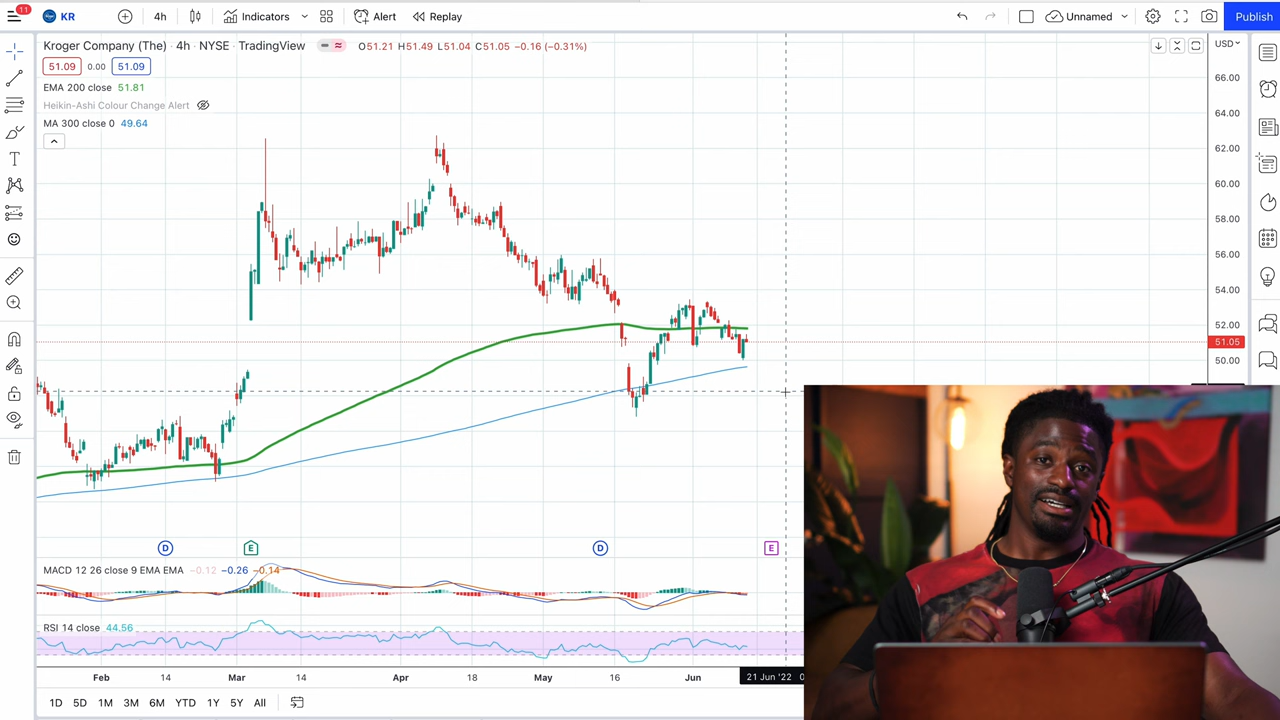 11
KR
4h
Indicators
Alert
Replay
Unnamed
Publish
Kroger Company (The) · 4h · NYSE · TradingView
O51.21 H51.49 L51.04 C51.05 −0.16 (−0.31%)
USD
51.09 0.00 51.09
EMA 200 close 51.81
Heikin-Ashi Colour Change Alert
MA 300 close 0 49.64
66.00
64.00
62.00
60.00
58.00
56.00
54.00
52.00
51.05
50.00
D
E
D
E
MACD 12 26 close 9 EMA EMA −0.12 −0.26 −0.14
RSI 14 close 44.56
Feb 14 Mar 14 Apr 18 May 16 Jun 21 Jun '22
1D 5D 1M 3M 6M YTD 1Y 5Y All
T